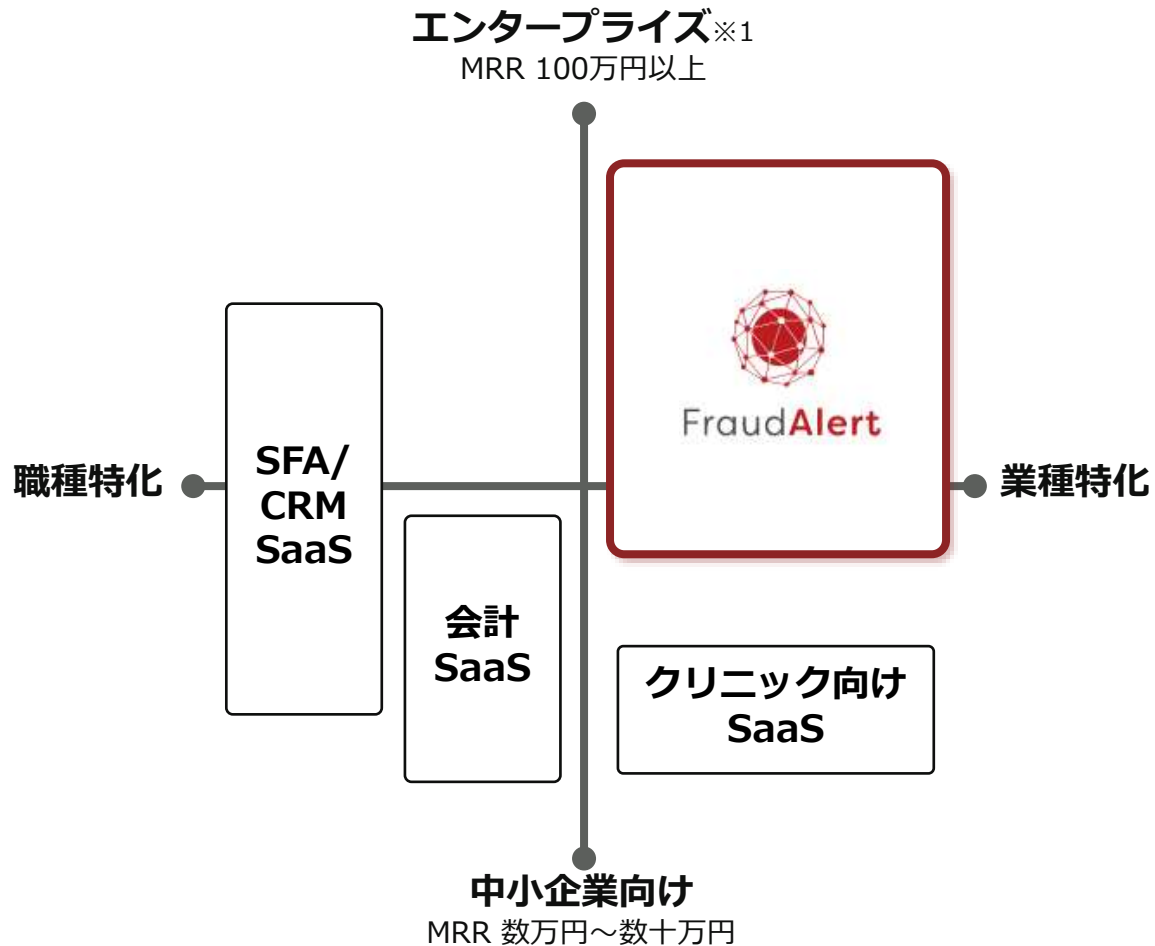 エンタープライズ※1
MRR 100万円以上
FraudAlert
職種特化
SFA/
CRM
SaaS
業種特化
会計
SaaS
クリニック向け
SaaS
中小企業向け
MRR 数万円～数十万円